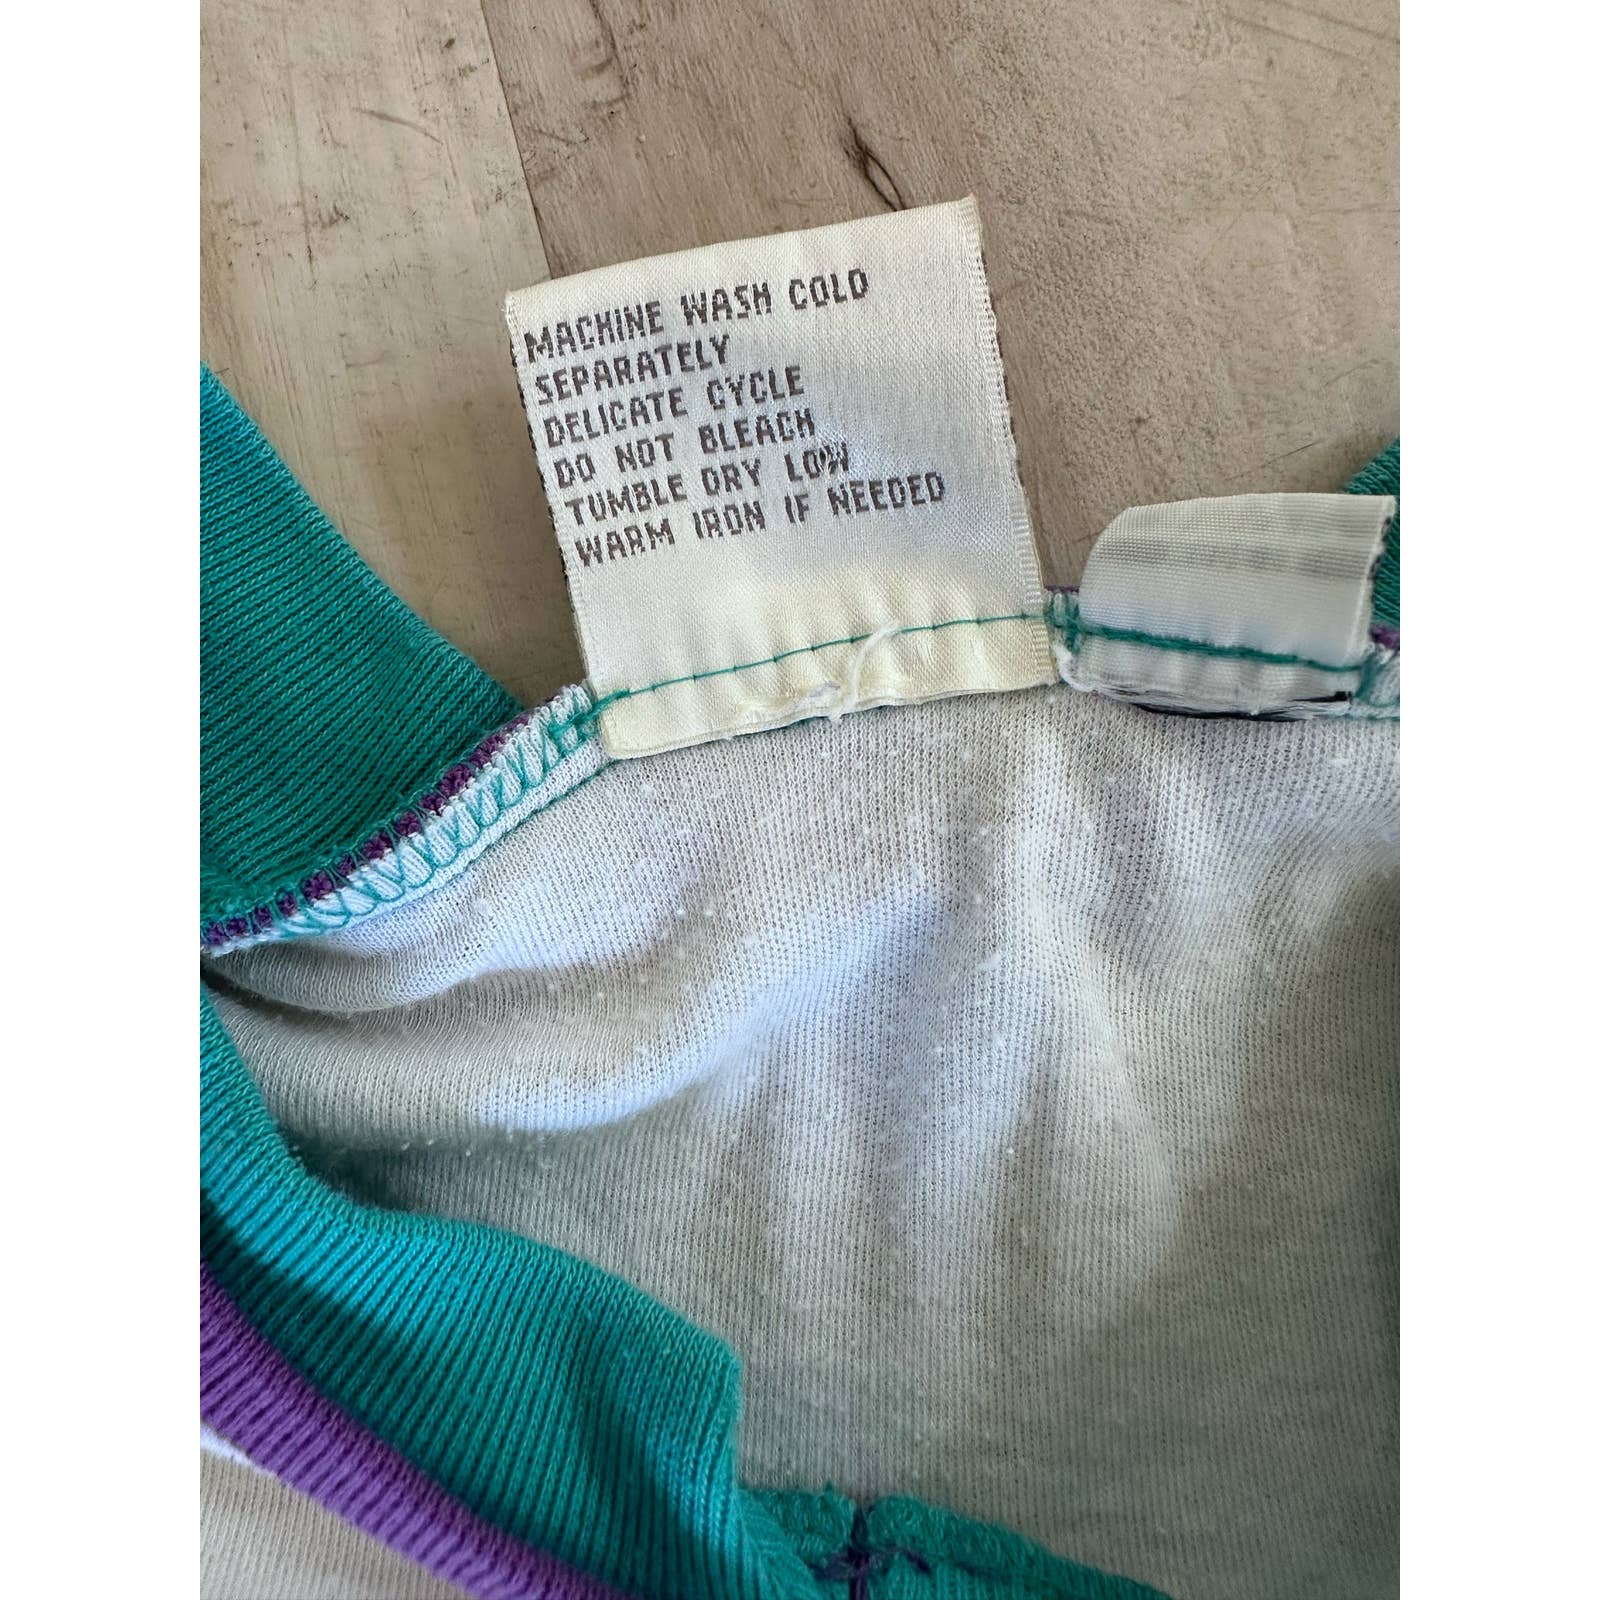 MACHINE WASH COLD
SEPARATELY
DELICATE CYCLE
DO NOT BLEACH
TUMBLE DRY LOW
WARM IRON IF NEEDED